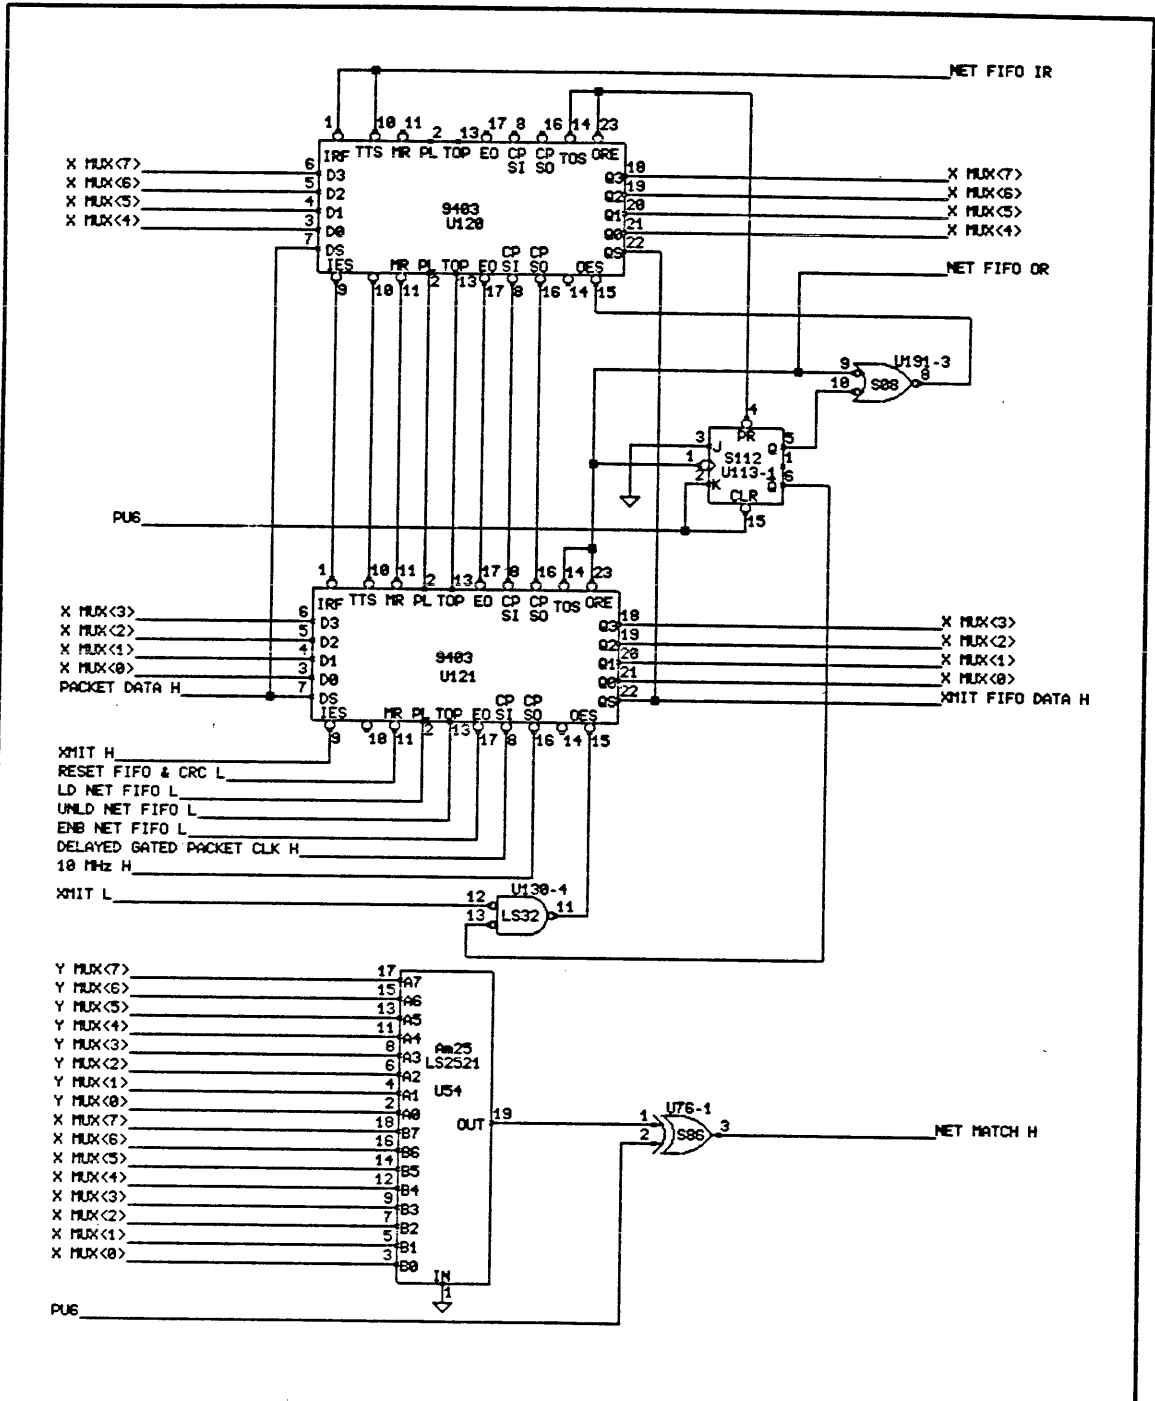 NET FIFO IR
1 10 11 2 13 17 8 16 14 23
IRF TTS MR PL TOP EO CP SI CP SO TOS ORE
X MUX<7> 6 D3
X MUX<6> 5 D2
X MUX<5> 4 D1
X MUX<4> 3 D0
7 DS
9403
U120
Q3 18 X MUX<7>
Q2 19 X MUX<6>
Q1 20 X MUX<5>
Q0 21 X MUX<4>
QS 22
IES MR PL TOP EO CP SI CP SO OES
9 10 11 2 13 17 8 16 14 15
NET FIFO OR
U191-3
9 10 S08 8
4
PR
3 J Q 5
S112
1 1
U113-1
2 K Q 6
CLR
15
PU6
1 10 11 2 13 17 8 16 14 23
IRF TTS MR PL TOP EO CP SI CP SO TOS ORE
X MUX<3> 6 D3
X MUX<2> 5 D2
X MUX<1> 4 D1
X MUX<0> 3 D0
PACKET DATA H 7 DS
9403
U121
Q3 18 X MUX<3>
Q2 19 X MUX<2>
Q1 20 X MUX<1>
Q0 21 X MUX<0>
QS 22 XMIT FIFO DATA H
IES MR PL TOP EO CP SI CP SO OES
9 10 11 2 13 17 8 16 14 15
XMIT H
RESET FIFO & CRC L
LD NET FIFO L
UNLD NET FIFO L
ENB NET FIFO L
DELAYED GATED PACKET CLK H
10 MHz H
XMIT L
U130-4
12 13 LS32 11
Y MUX<7> 17 A7
Y MUX<6> 15 A6
Y MUX<5> 13 A5
Y MUX<4> 11 A4
Y MUX<3> 8 A3
Y MUX<2> 6 A2
Y MUX<1> 4 A1
Y MUX<0> 2 A0
X MUX<7> 18 B7
X MUX<6> 16 B6
X MUX<5> 14 B5
X MUX<4> 12 B4
X MUX<3> 9 B3
X MUX<2> 7 B2
X MUX<1> 5 B1
X MUX<0> 3 B0
Am25
LS2521
U54
OUT 19
IN
1
U76-1
1 2 S86 3
NET MATCH H
PU6